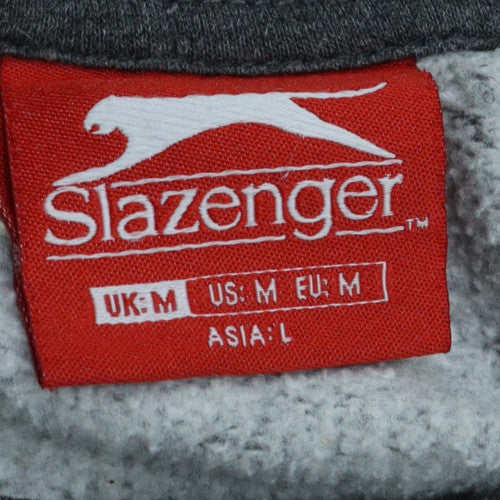 Slazenger™
UK: M US: M EU: M
ASIA: L